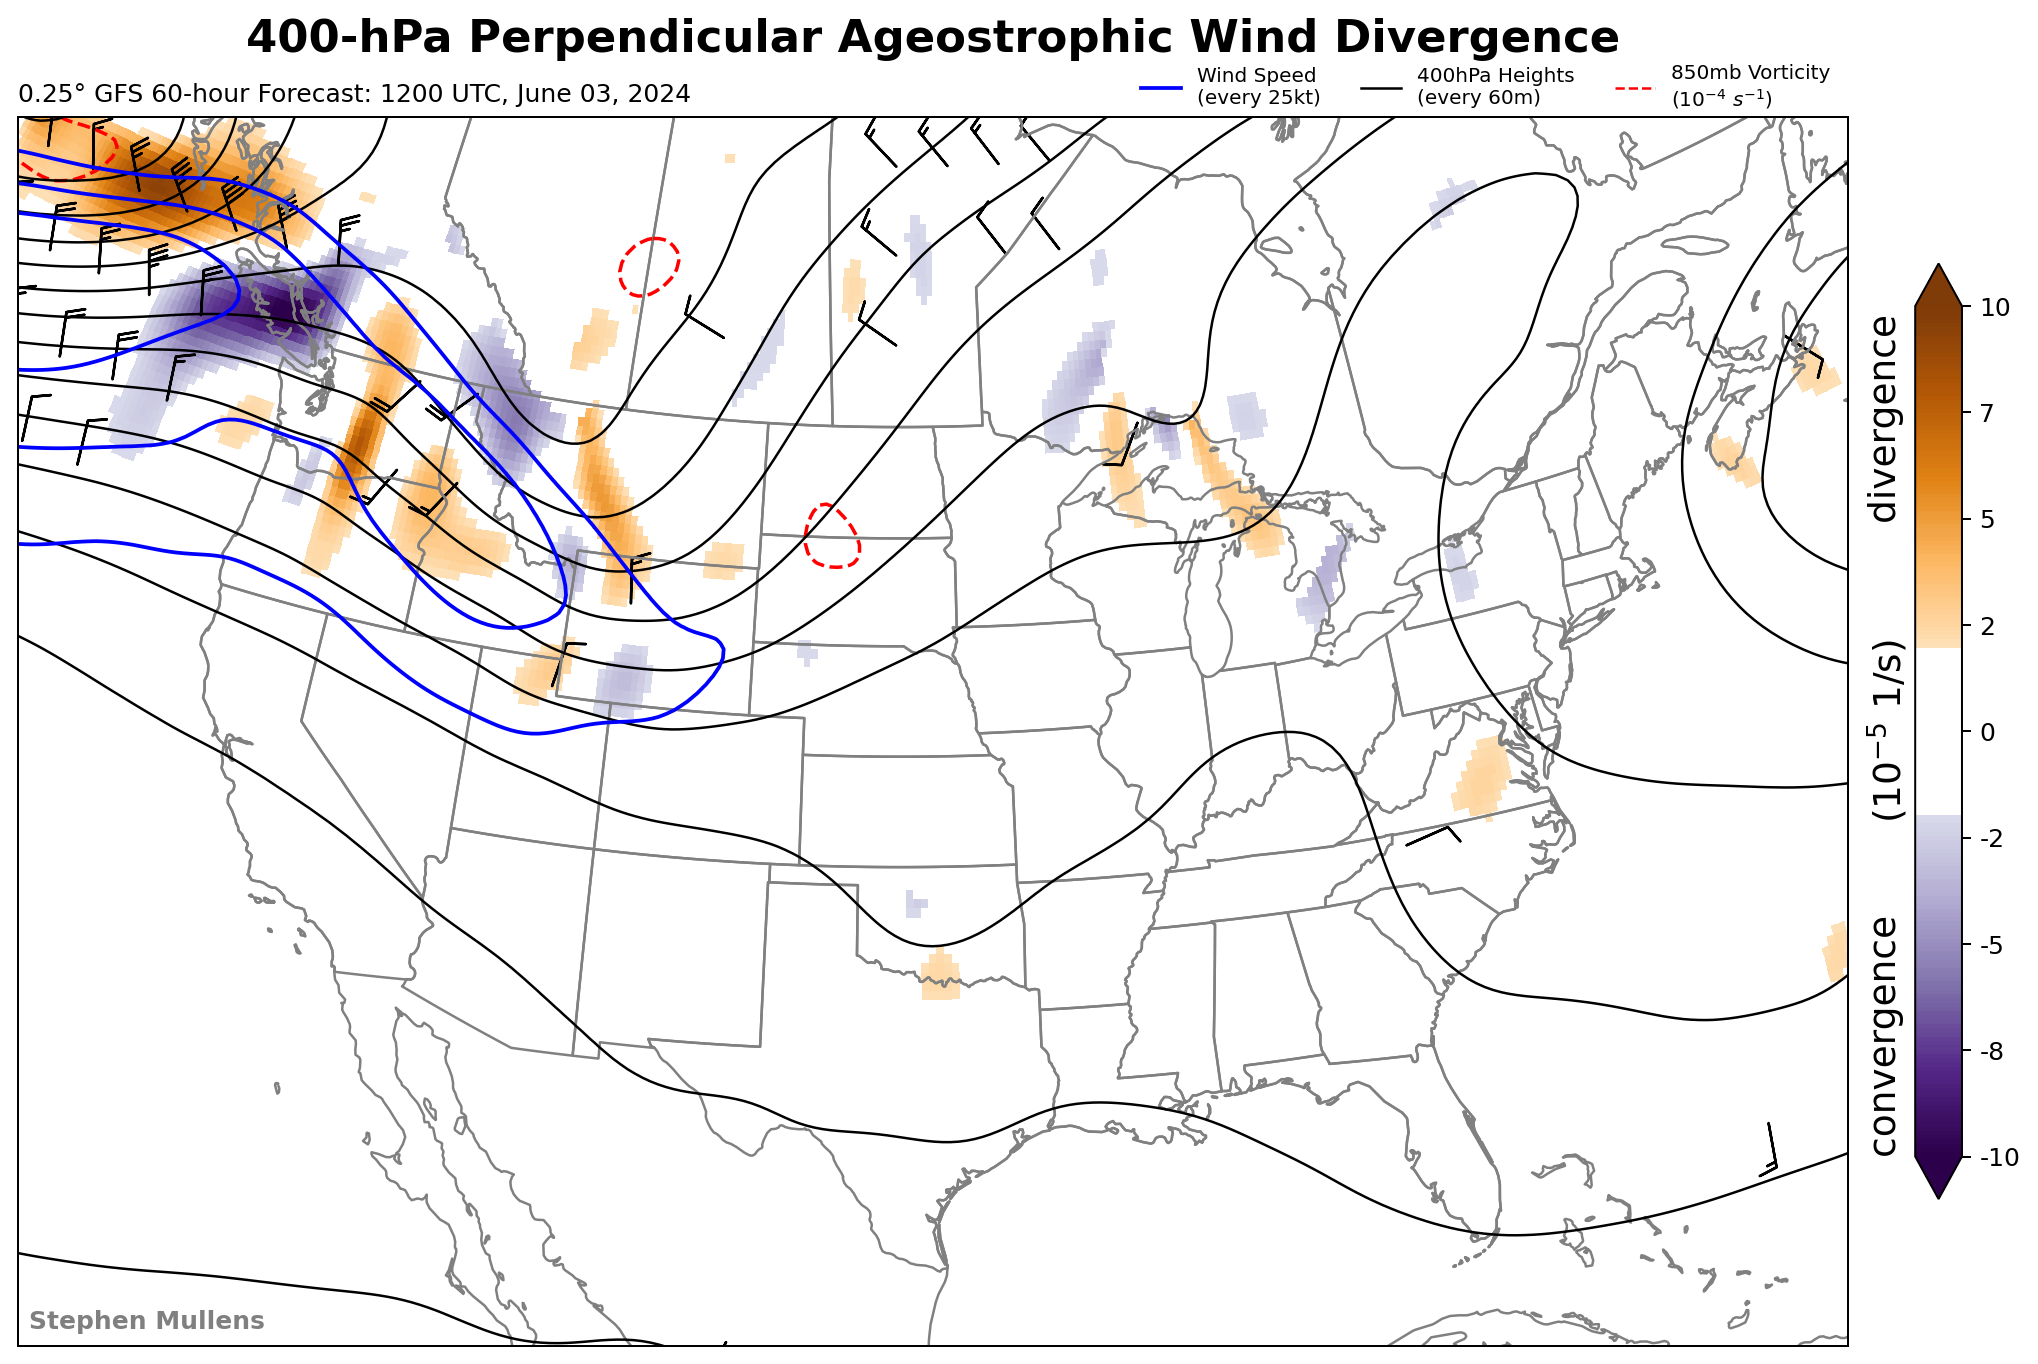 400-hPa Perpendicular Ageostrophic Wind Divergence
0.25° GFS 60-hour Forecast: 1200 UTC, June 03, 2024
Wind Speed
(every 25kt)
400hPa Heights
(every 60m)
850mb Vorticity
(10⁻⁴ s⁻¹)
10
7
5
2
0
-2
-5
-8
-10
convergence (10⁻⁵ 1/s) divergence
Stephen Mullens